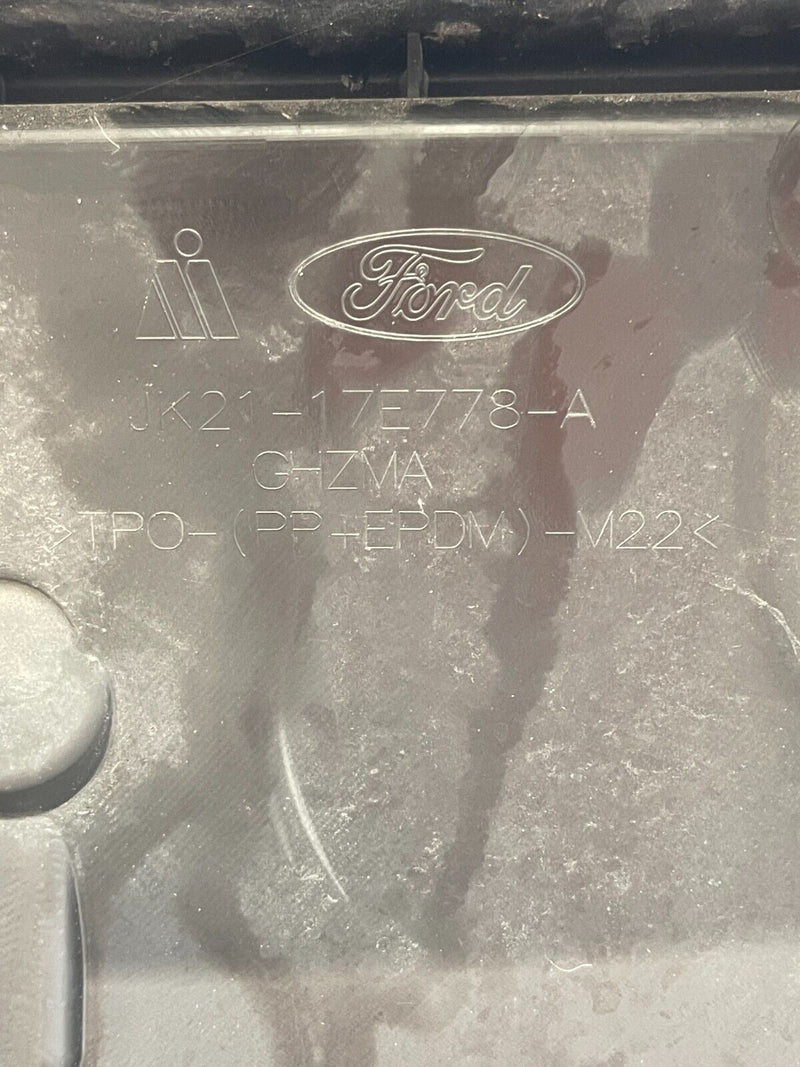 Ford
JK21-17E778-A
GHZMA
>TPO-(PP+EPDM)-M22<